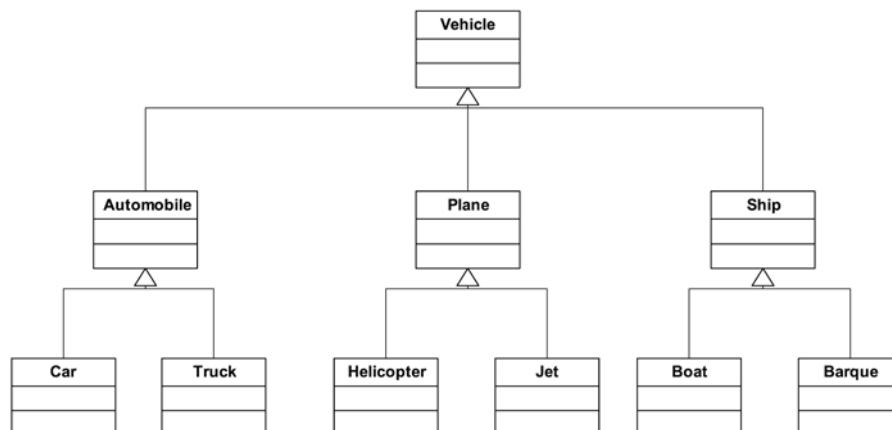 Vehicle
Automobile
Plane
Ship
Car
Truck
Helicopter
Jet
Boat
Barque